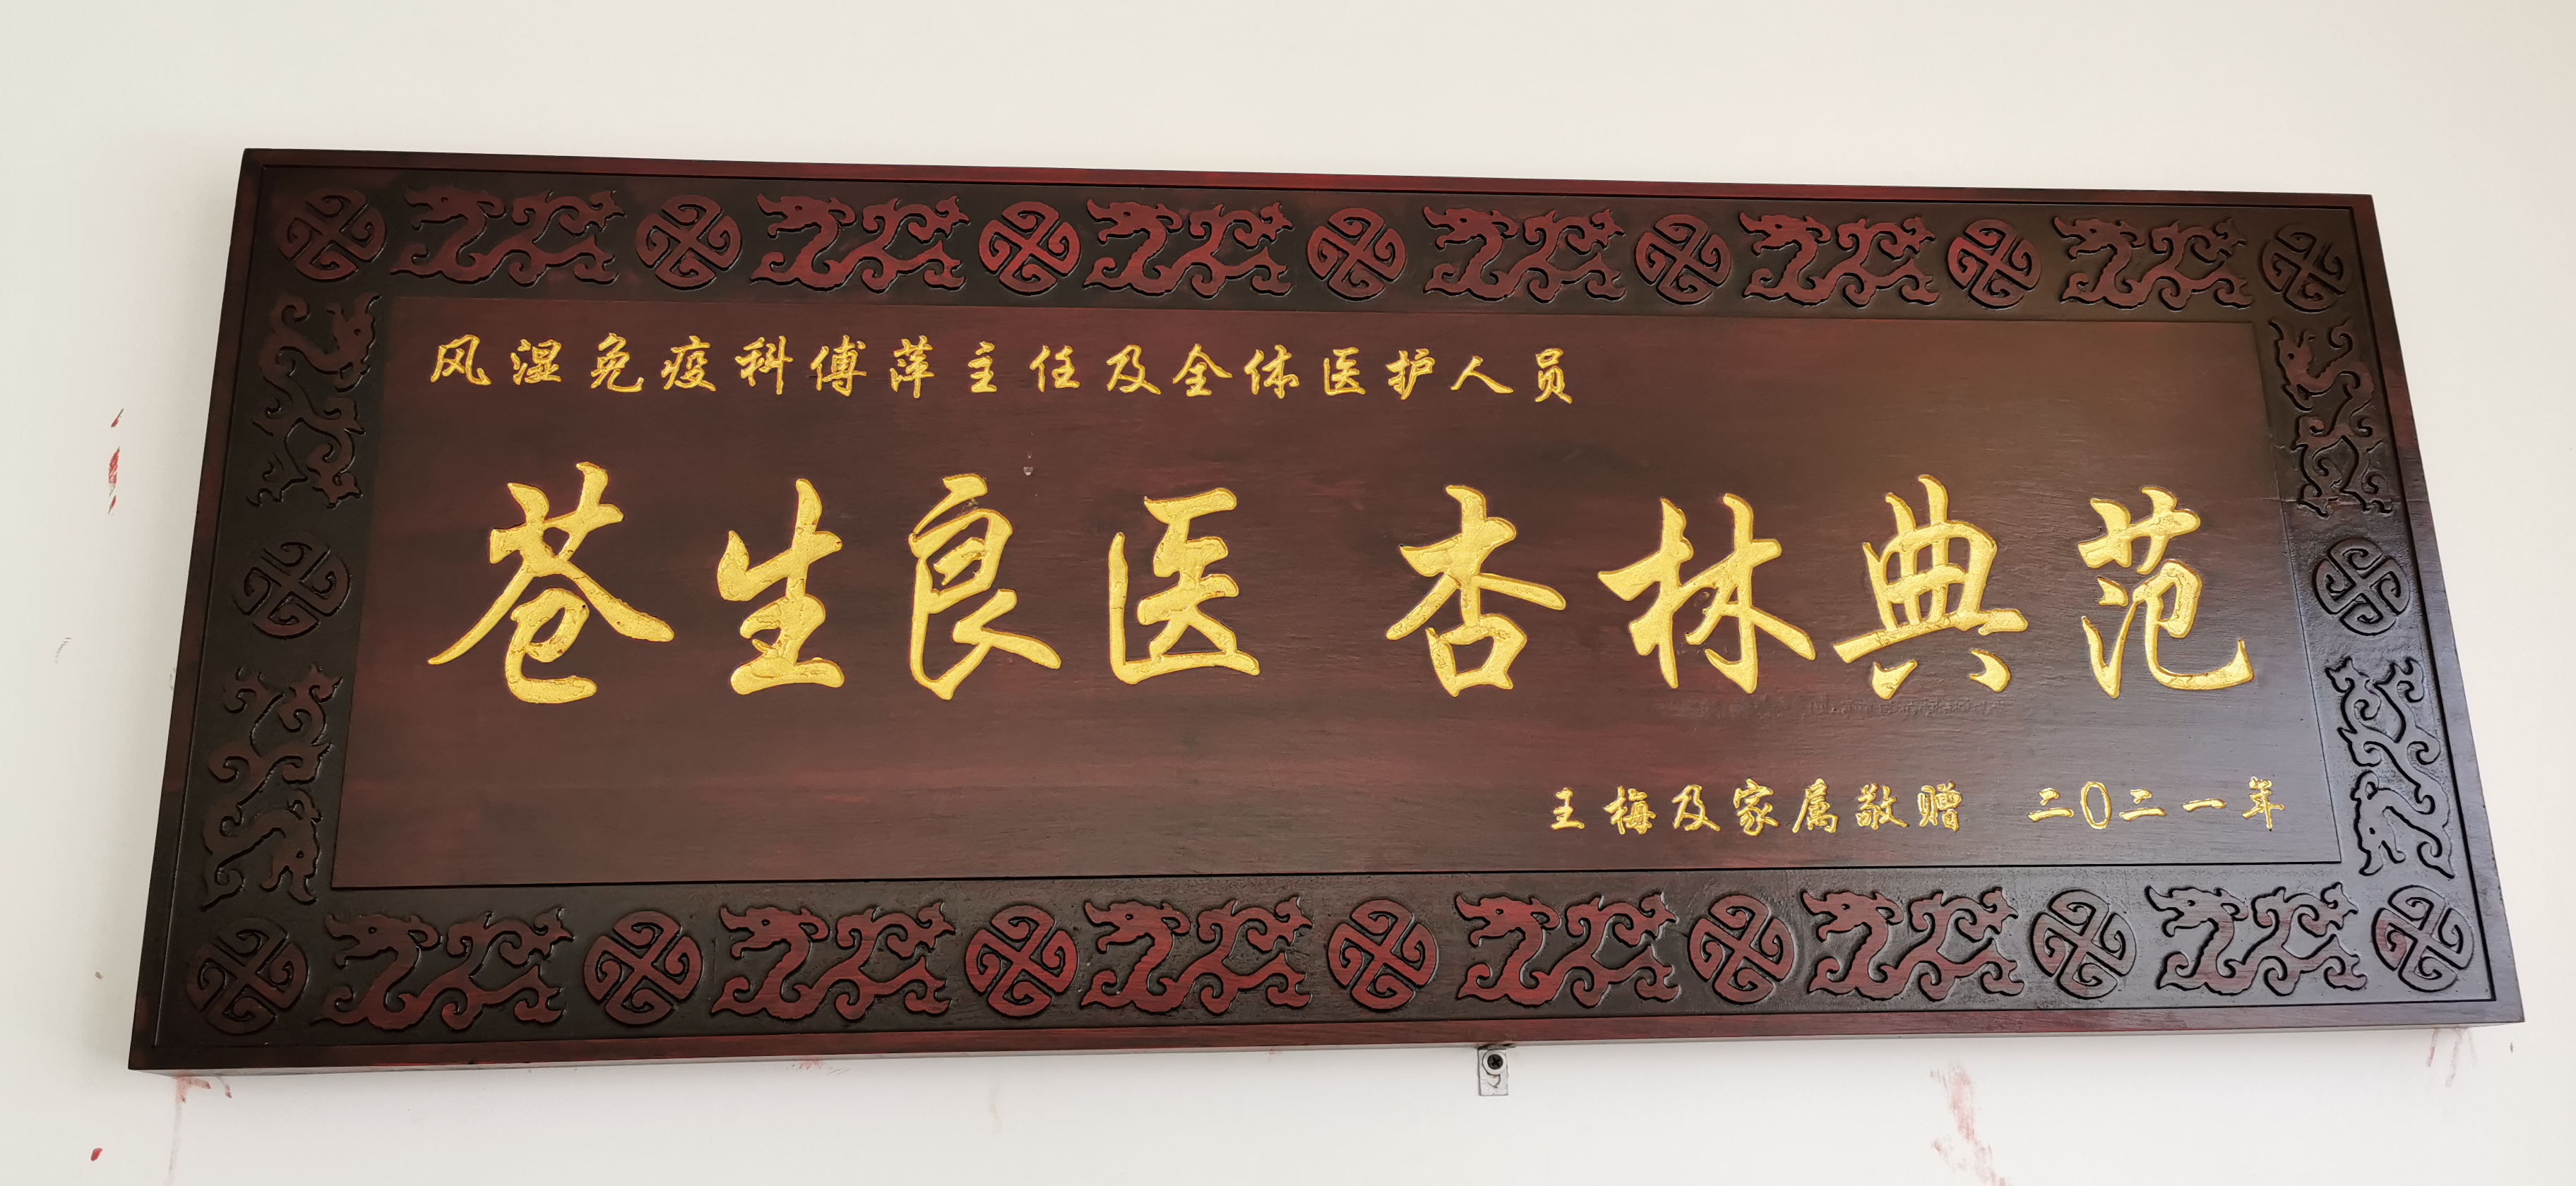 风湿免疫科傅萍主任及全体医护人员
苍生良医 杏林典范
王梅及家属敬赠 二〇二一年